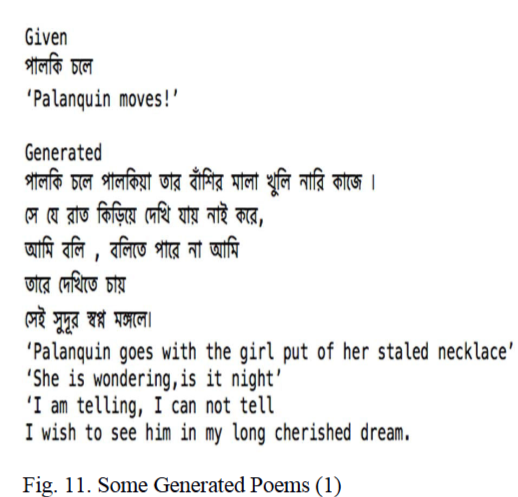 Given
পালকি চলে
‘Palanquin moves!’
Generated
পালকি চলে পালকিয়া তার বাঁশির মালা খুলি নারি কাজে ।
সে যে রাত কিড়িয়ে দেখি যায় নাই করে,
আমি বলি , বলিতে পারে না আমি
তারে দেখিতে চায়
সেই সুদূর স্বপ্ন মঙ্গলে।
‘Palanquin goes with the girl put of her staled necklace’
‘She is wondering,is it night’
‘I am telling, I can not tell
I wish to see him in my long cherished dream.
Fig. 11. Some Generated Poems (1)